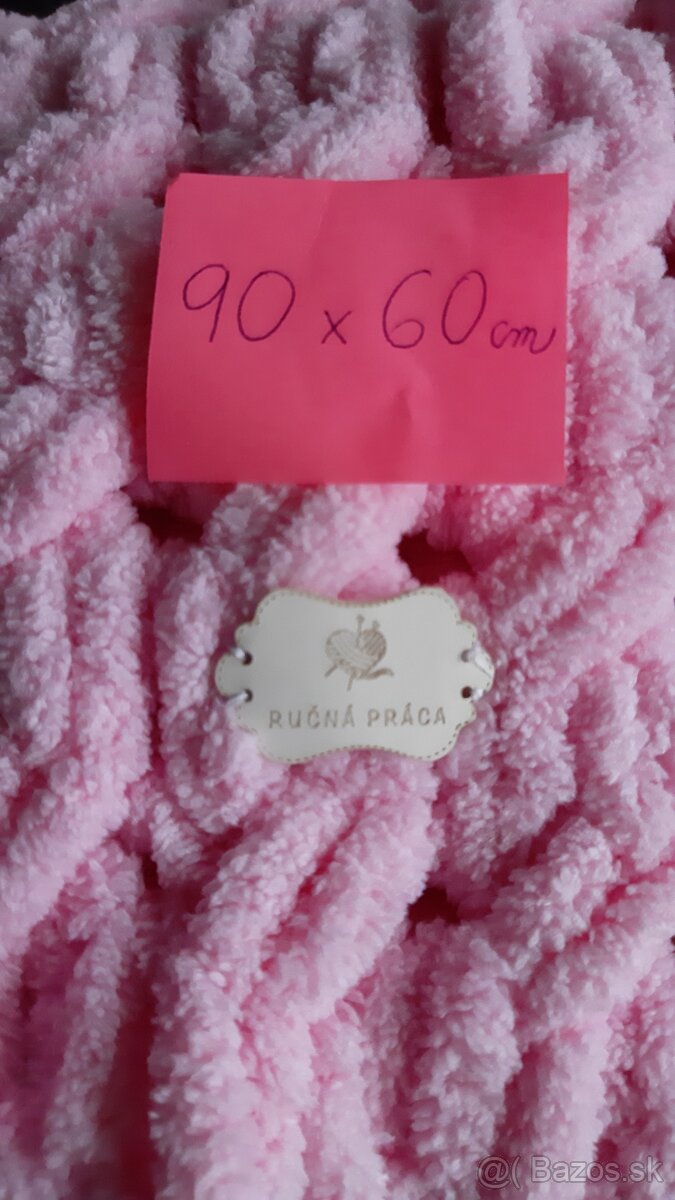 90 x 60 cm
RUČNÁ PRÁCA
@( Bazos.sk